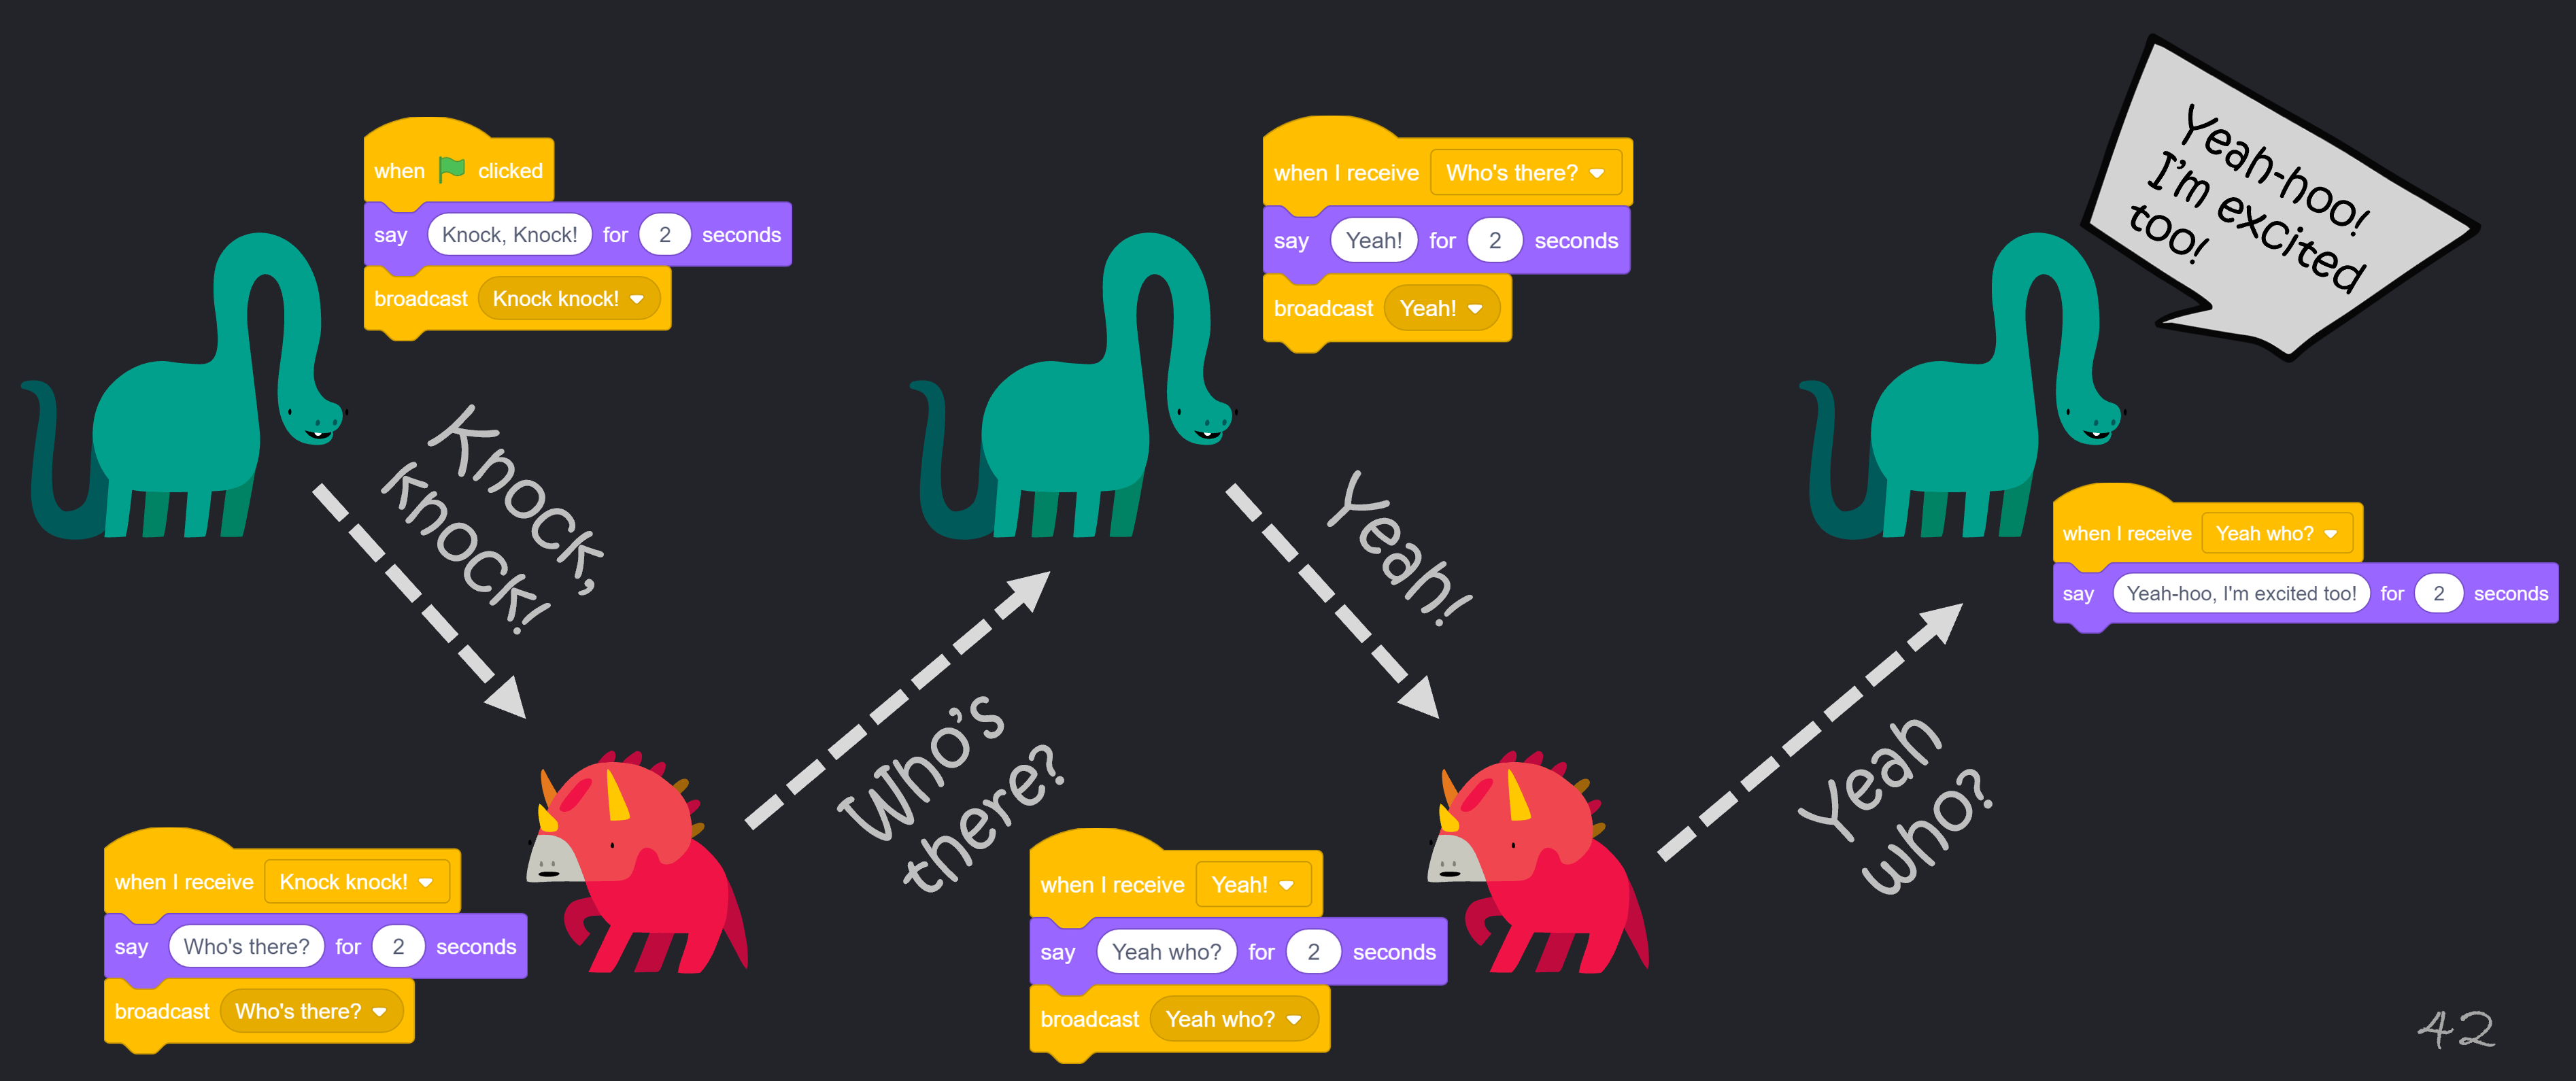 when clicked
say Knock, Knock! for 2 seconds
broadcast Knock knock!
Knock,
knock!
when I receive Knock knock!
say Who's there? for 2 seconds
broadcast Who's there?
Who's
there?
when I receive Who's there?
say Yeah! for 2 seconds
broadcast Yeah!
Yeah!
when I receive Yeah!
say Yeah who? for 2 seconds
broadcast Yeah who?
Yeah
who?
when I receive Yeah who?
say Yeah-hoo, I'm excited too! for 2 seconds
Yeah-hoo!
I'm excited
too!
42